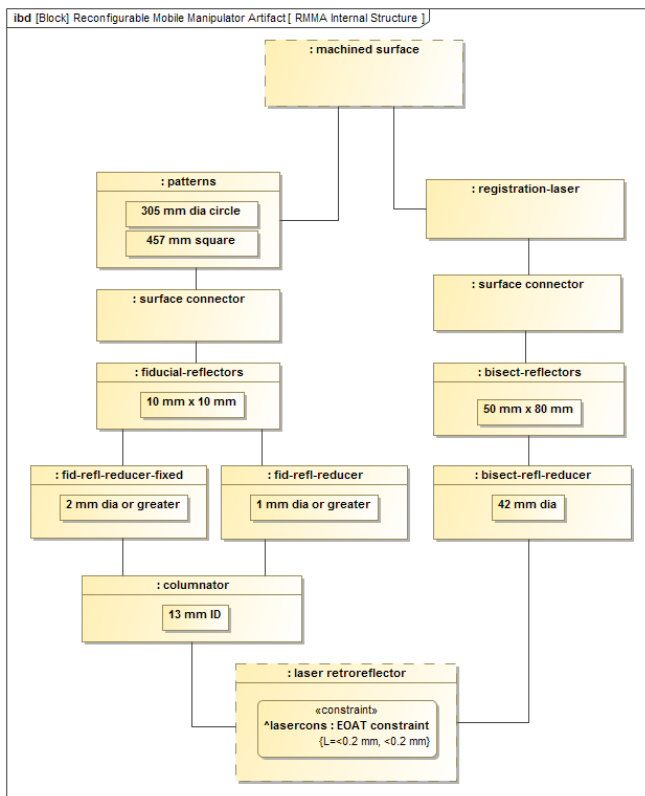 ibd [Block] Reconfigurable Mobile Manipulator Artifact [ RMMA Internal Structure ]
: machined surface
: patterns
305 mm dia circle
457 mm square
: registration-laser
: surface connector
: surface connector
: fiducial-reflectors
10 mm x 10 mm
: bisect-reflectors
50 mm x 80 mm
: fid-refl-reducer-fixed
2 mm dia or greater
: fid-refl-reducer
1 mm dia or greater
: bisect-refl-reducer
42 mm dia
: columnator
13 mm ID
: laser retroreflector
«constraint»
^lasercons : EOAT constraint
{L=<0.2 mm, <0.2 mm}